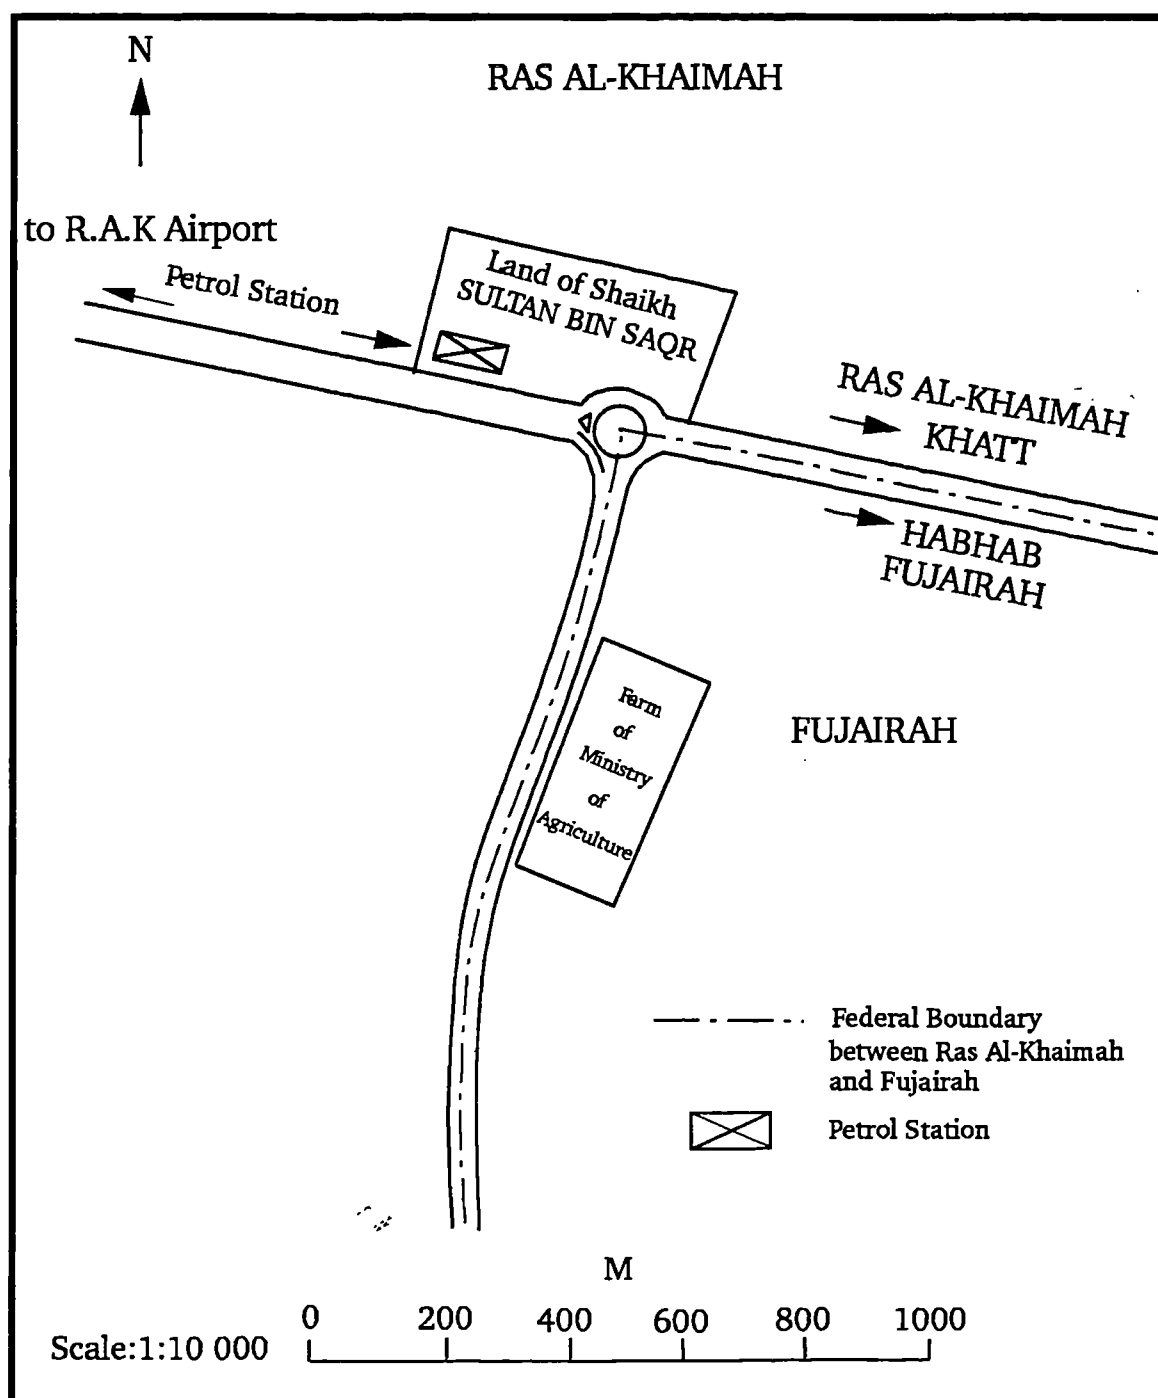 N
RAS AL-KHAIMAH
to R.A.K Airport
Petrol Station
Land of Shaikh
SULTAN BIN SAQR
RAS AL-KHAIMAH
KHATT
HABHAB
FUJAIRAH
Farm
of
Ministry
of
Agriculture
FUJAIRAH
Federal Boundary
between Ras Al-Khaimah
and Fujairah
Petrol Station
M
0 200 400 600 800 1000
Scale:1:10 000